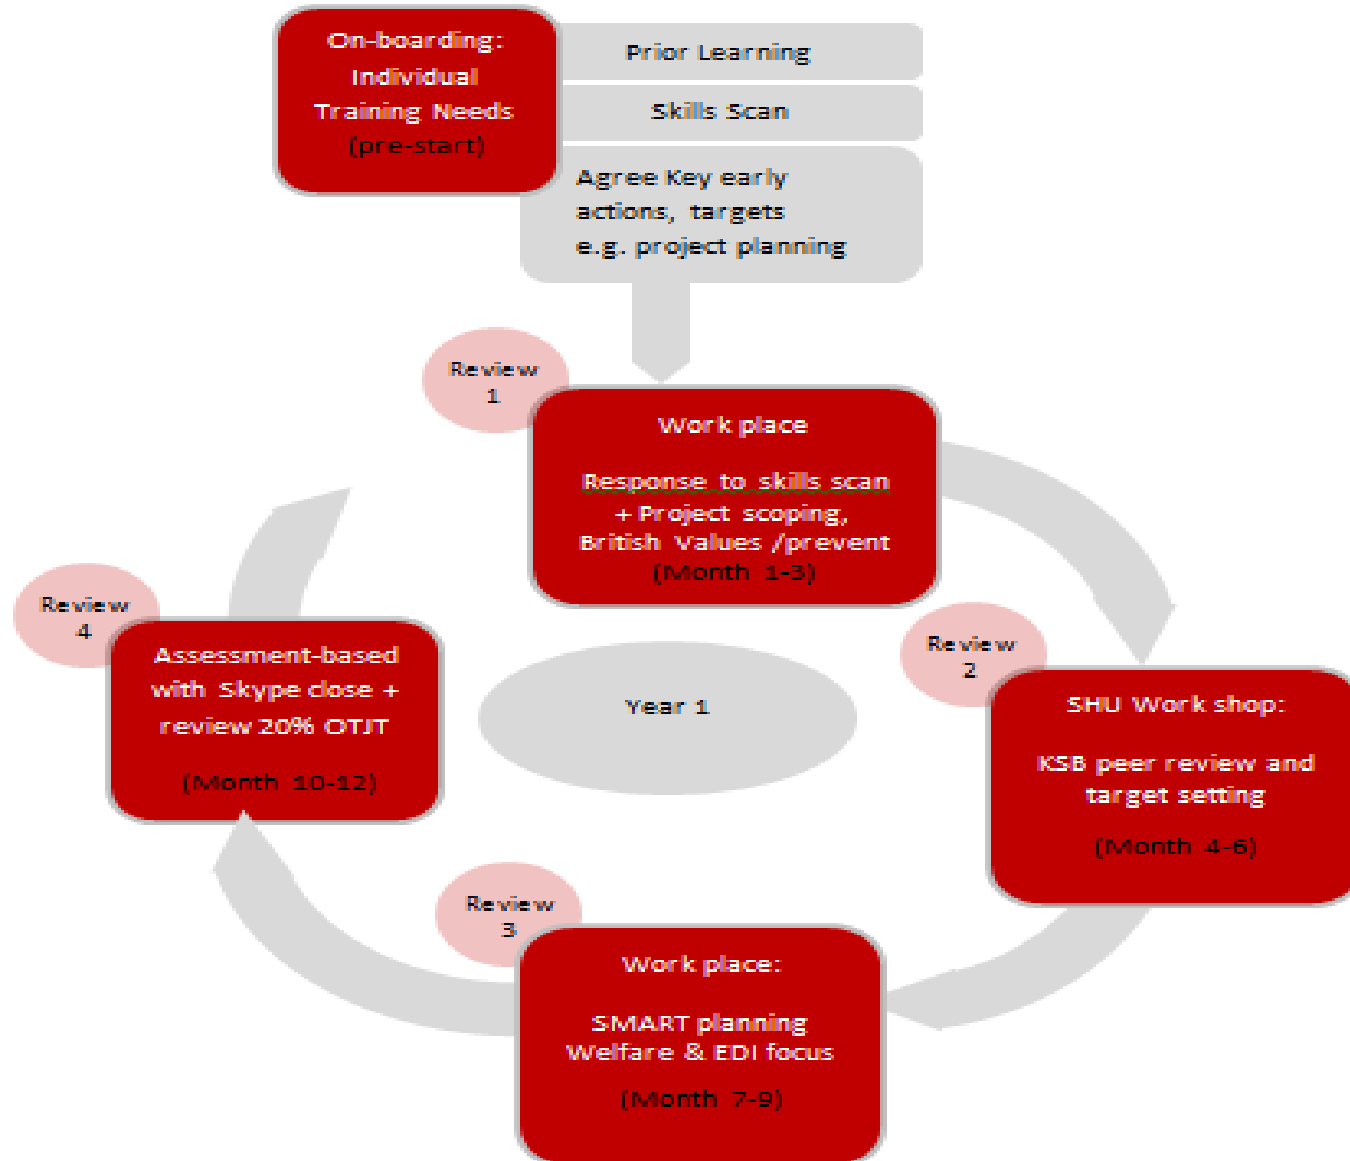 On-boarding:
Individual
Training Needs
(pre-start)
Prior Learning
Skills Scan
Agree Key early
actions, targets
e.g. project planning
Review
1
Work place
Response to skills scan
+ Project scoping,
British Values /prevent
(Month 1-3)
Review
2
SHU Work shop:
KSB peer review and
target setting
(Month 4-6)
Review
3
Work place:
SMART planning
Welfare & EDI focus
(Month 7-9)
Review
4
Assessment-based
with Skype close +
review 20% OTJT
(Month 10-12)
Year 1